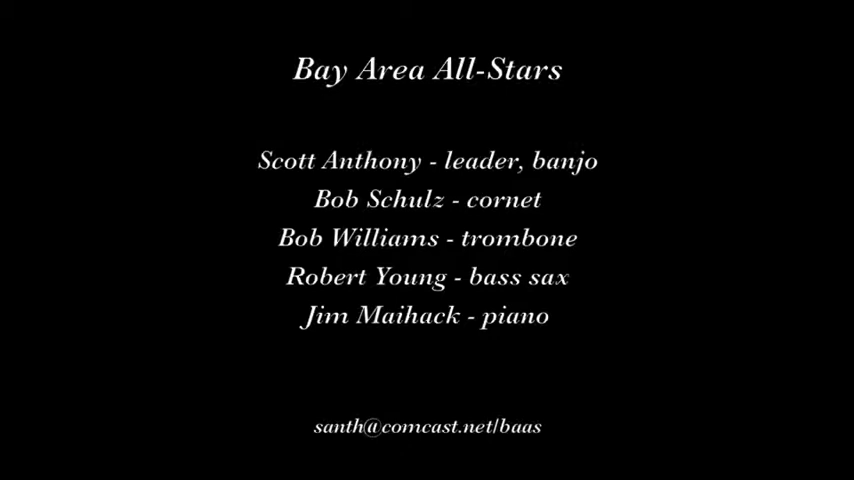 Bay Area All-Stars
Scott Anthony - leader, banjo
Bob Schulz - cornet
Bob Williams - trombone
Robert Young - bass sax
Jim Maihack - piano
santh@comcast.net/baas